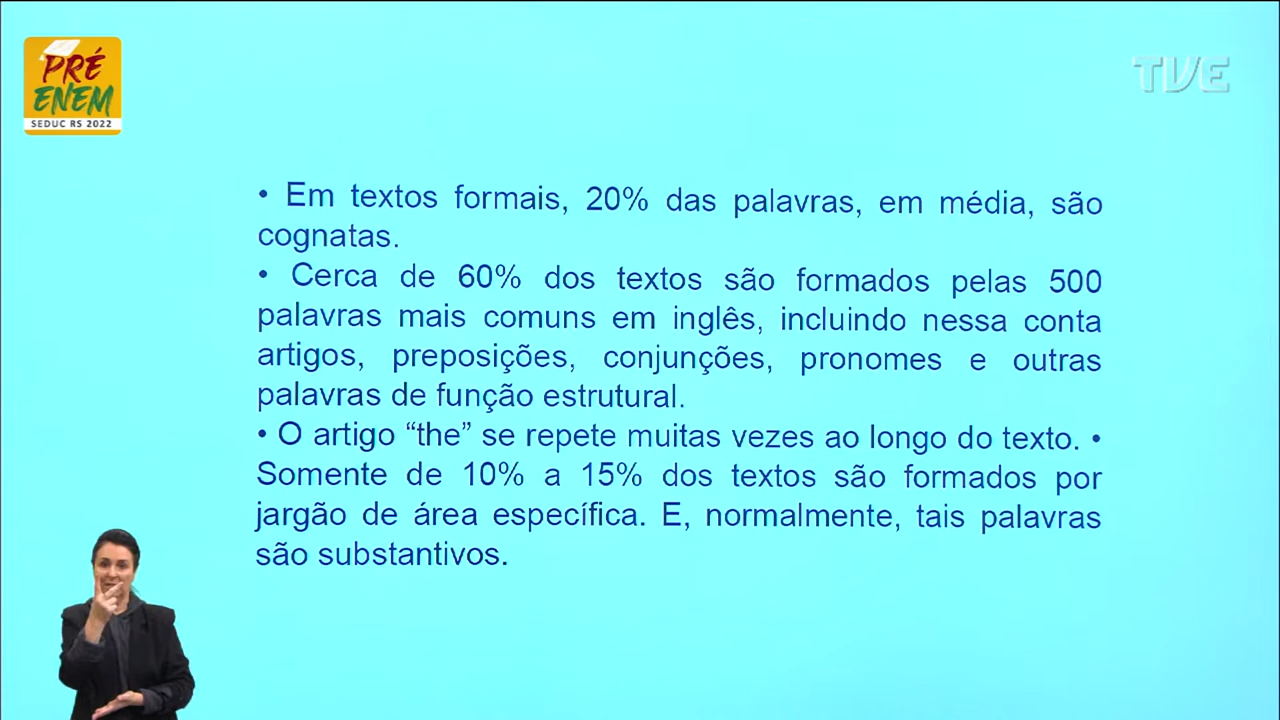 PRÉ
ENEM
SEDUC RS 2022
TVE
• Em textos formais, 20% das palavras, em média, são
cognatas.
• Cerca de 60% dos textos são formados pelas 500
palavras mais comuns em inglês, incluindo nessa conta
artigos, preposições, conjunções, pronomes e outras
palavras de função estrutural.
• O artigo “the” se repete muitas vezes ao longo do texto. •
Somente de 10% a 15% dos textos são formados por
jargão de área específica. E, normalmente, tais palavras
são substantivos.